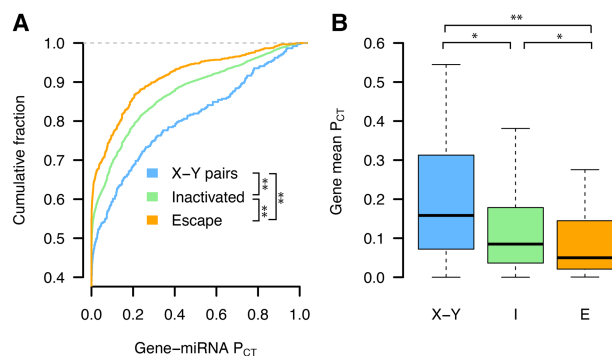 A
Cumulative fraction
1.0
0.9
0.8
0.7
0.6
0.5
0.4
X−Y pairs
Inactivated
Escape
**
**
**
0.0 0.2 0.4 0.6 0.8 1.0
Gene−miRNA PCT
B
Gene mean PCT
0.6
0.5
0.4
0.3
0.2
0.1
0.0
**
* *
X−Y I E